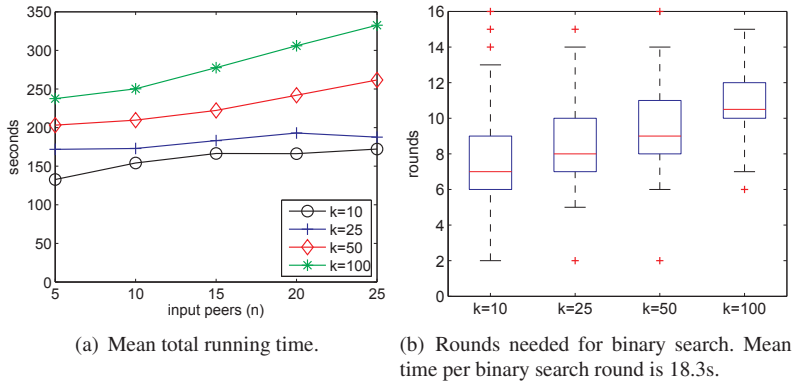 350
300
250
200
150
100
50
0
seconds
5
10
15
20
25
input peers (n)
k=10
k=25
k=50
k=100
16
14
12
10
8
6
4
2
0
rounds
k=10
k=25
k=50
k=100
(a) Mean total running time.
(b) Rounds needed for binary search. Mean
time per binary search round is 18.3s.